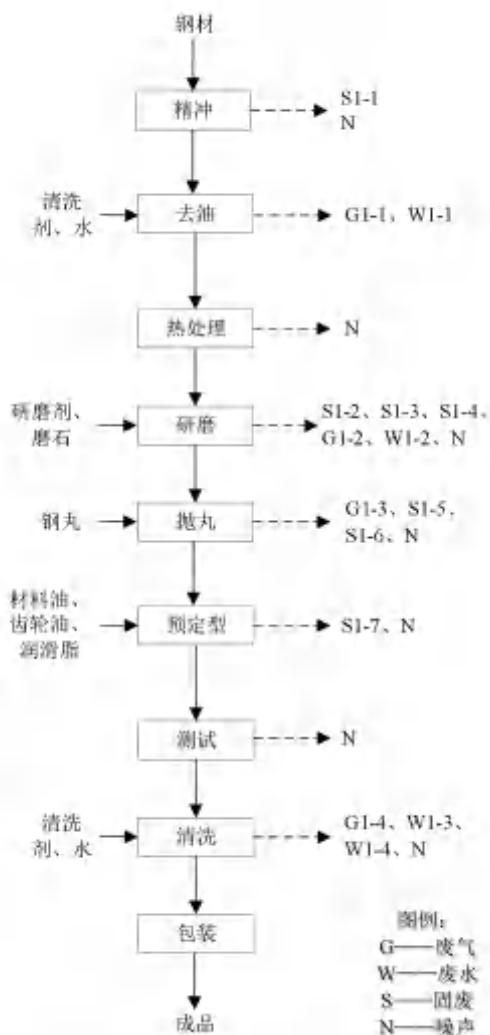 钢材
精冲
S1-1
N
清洗
剂、水
去油
G1-1、W1-1
热处理
N
研磨剂、
磨石
研磨
S1-2、S1-3、S1-4、
G1-2、W1-2、N
钢丸
抛丸
G1-3、S1-5、
S1-6、N
材料油、
齿轮油、
润滑脂
预定型
S1-7、N
测试
N
清洗
剂、水
清洗
G1-4、W1-3、
W1-4、N
包装
成品
图例:
G——废气
W——废水
S——固废
N——噪声